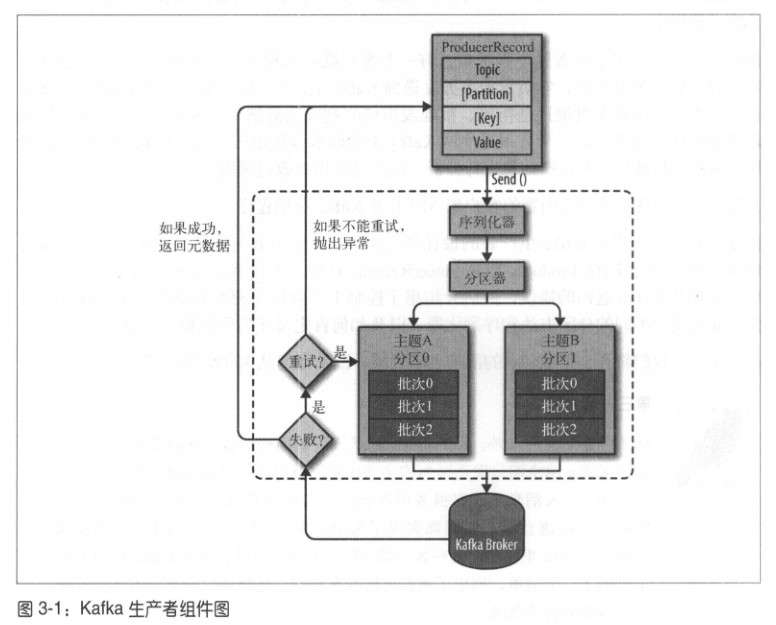 ProducerRecord
Topic
[Partition]
[Key]
Value
Send ()
如果成功，
返回元数据
如果不能重试，
抛出异常
序列化器
分区器
重试？
是
主题A
分区0
批次0
批次1
批次2
主题B
分区1
批次0
批次1
批次2
是
失败？
Kafka Broker
图 3-1：Kafka 生产者组件图